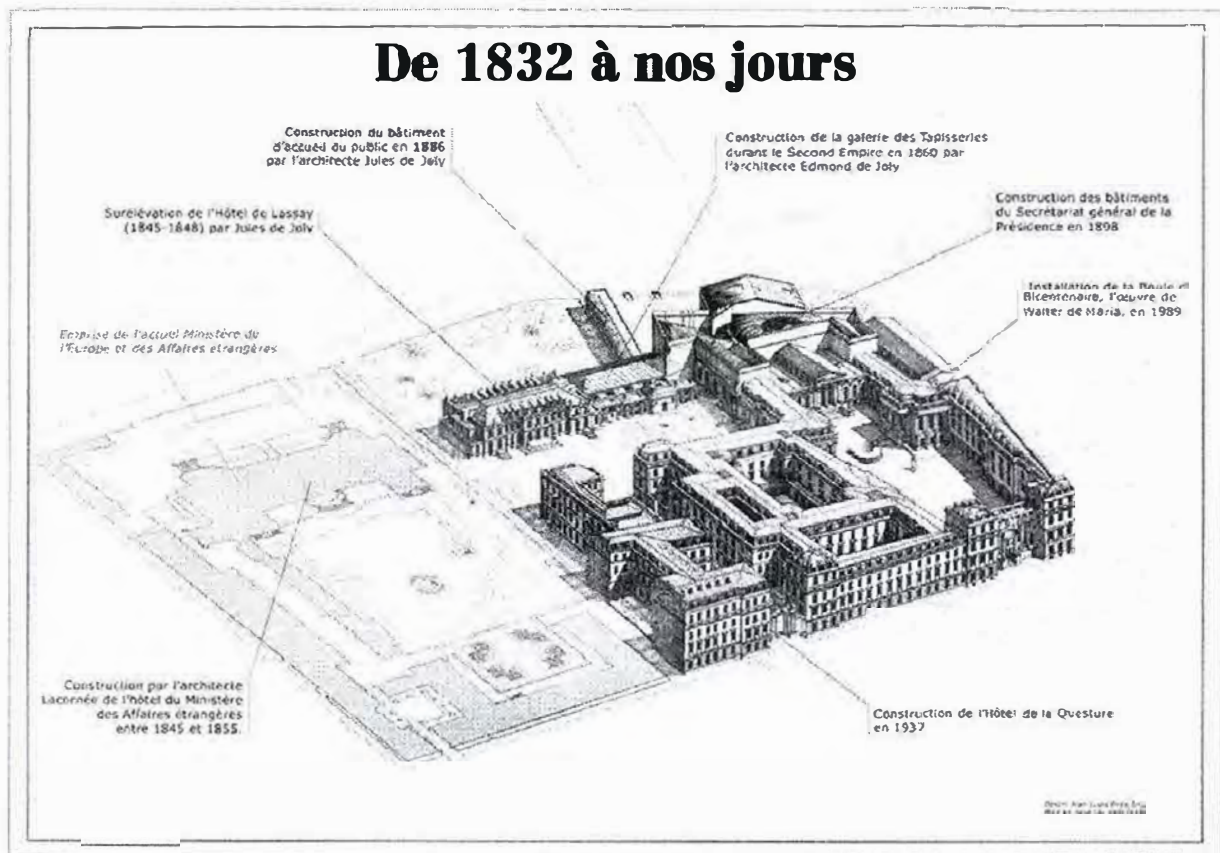 De 1832 à nos jours
Construction du bâtiment
d'accueil du public en 1886
par l'architecte Jules de Joly
Construction de la galerie des Tapisseries
durant le Second Empire en 1860 par
l'architecte Edmond de Joly
Surélévation de l'Hôtel de Lassay
(1845-1848) par Jules de Joly
Construction des bâtiments
du Secrétariat général de la
Présidence en 1898
Installation de la Boule d
Bicentenaire, l'œuvre de
Walter de Maria, en 1989
Emprise de l'actuel Ministère de
l'Europe et des Affaires étrangères
Construction par l'architecte
Lacornée de l'hôtel du Ministère
des Affaires étrangères
entre 1845 et 1855.
Construction de l'Hôtel de la Questure
en 1937